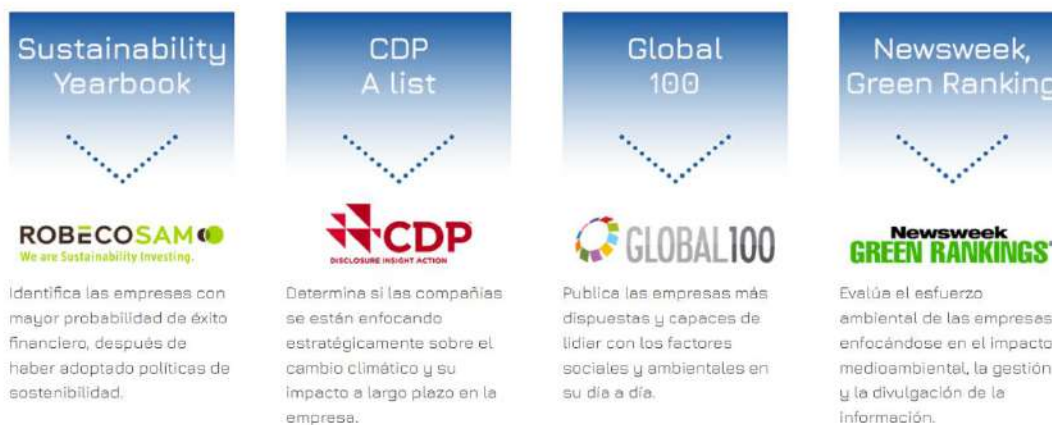 Sustainability
Yearbook
CDP
A list
Global
100
Newsweek,
Green Ranking
ROBECOSAM
We are Sustainability Investing.
CDP
DISCLOSURE INSIGHT ACTION
GLOBAL100
Newsweek
GREEN RANKINGS
Identifica las empresas con
mayor probabilidad de éxito
financiero, después de
haber adoptado políticas de
sostenibilidad.
Determina si las compañías
se están enfocando
estratégicamente sobre el
cambio climático y su
impacto a largo plazo en la
empresa.
Publica las empresas más
dispuestas y capaces de
lidiar con los factores
sociales y ambientales en
su día a día.
Evalúa el esfuerzo
ambiental de las empresas
enfocándose en el impacto
medioambiental, la gestión
y la divulgación de la
información.